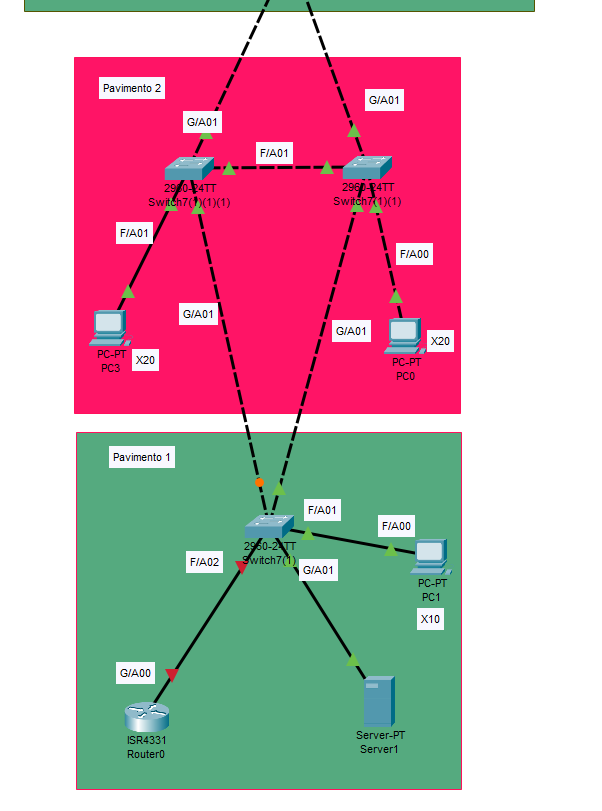 Pavimento 2
G/A01
G/A01
F/A01
2960-24TT
Switch7(1)(1)(1)
2960-24TT
Switch7(1)(1)
F/A01
F/A00
G/A01
G/A01
X20
PC-PT
PC3
X20
PC-PT
PC0
Pavimento 1
F/A01
F/A00
2960-24TT
Switch7(1)
F/A02
G/A01
PC-PT
PC1
X10
G/A00
ISR4331
Router0
Server-PT
Server1